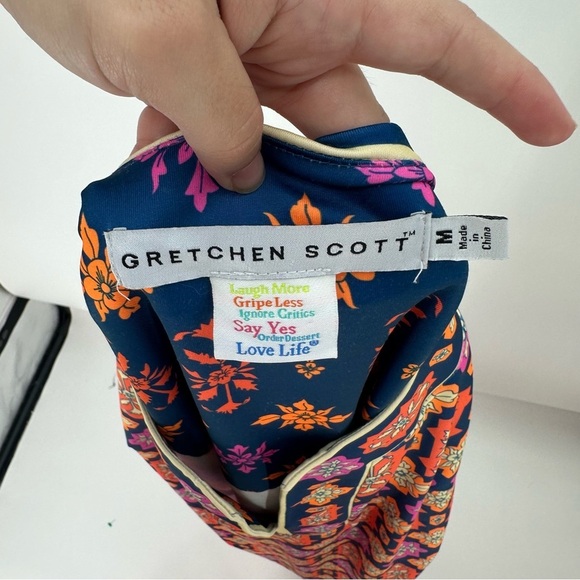 GRETCHEN SCOTT™
M
Made
in
China
Laugh More
Gripe Less
Ignore Critics
Say Yes
Order Dessert
Love Life®